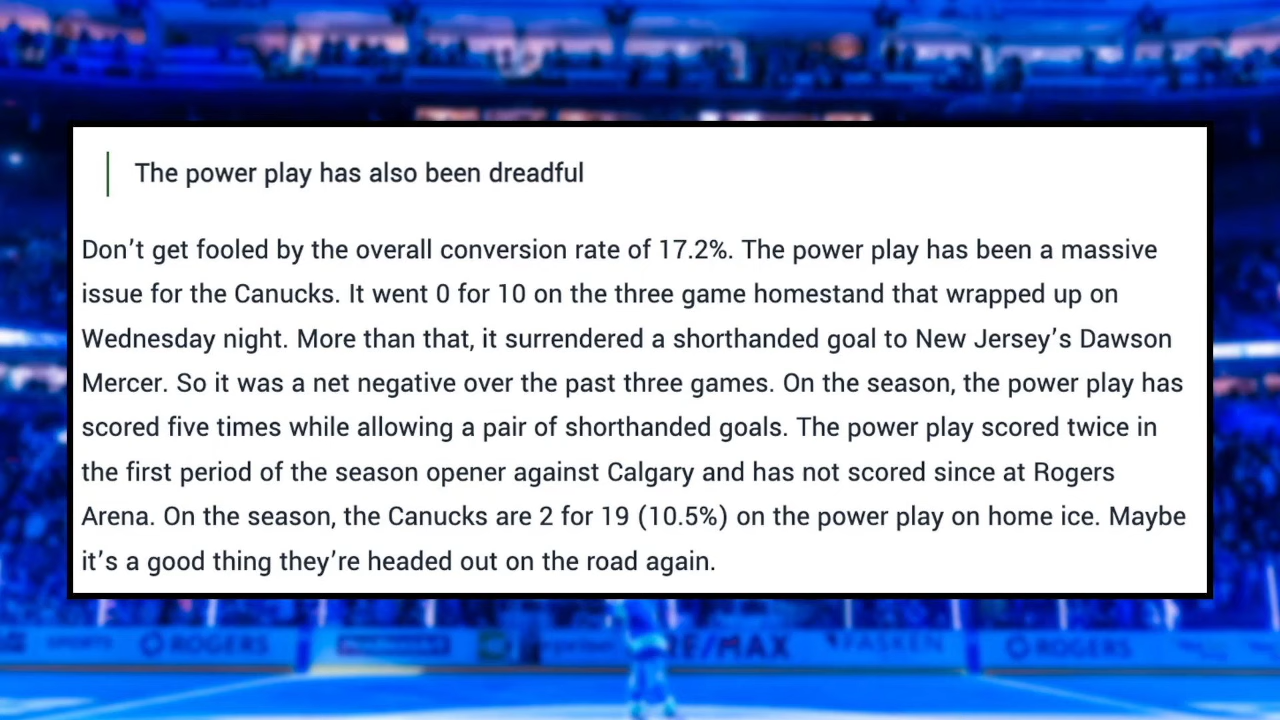 The power play has also been dreadful
Don’t get fooled by the overall conversion rate of 17.2%. The power play has been a massive
issue for the Canucks. It went 0 for 10 on the three game homestand that wrapped up on
Wednesday night. More than that, it surrendered a shorthanded goal to New Jersey’s Dawson
Mercer. So it was a net negative over the past three games. On the season, the power play has
scored five times while allowing a pair of shorthanded goals. The power play scored twice in
the first period of the season opener against Calgary and has not scored since at Rogers
Arena. On the season, the Canucks are 2 for 19 (10.5%) on the power play on home ice. Maybe
it’s a good thing they’re headed out on the road again.
SPORTS ROGERS RE/MAX FASKEN ROGERS